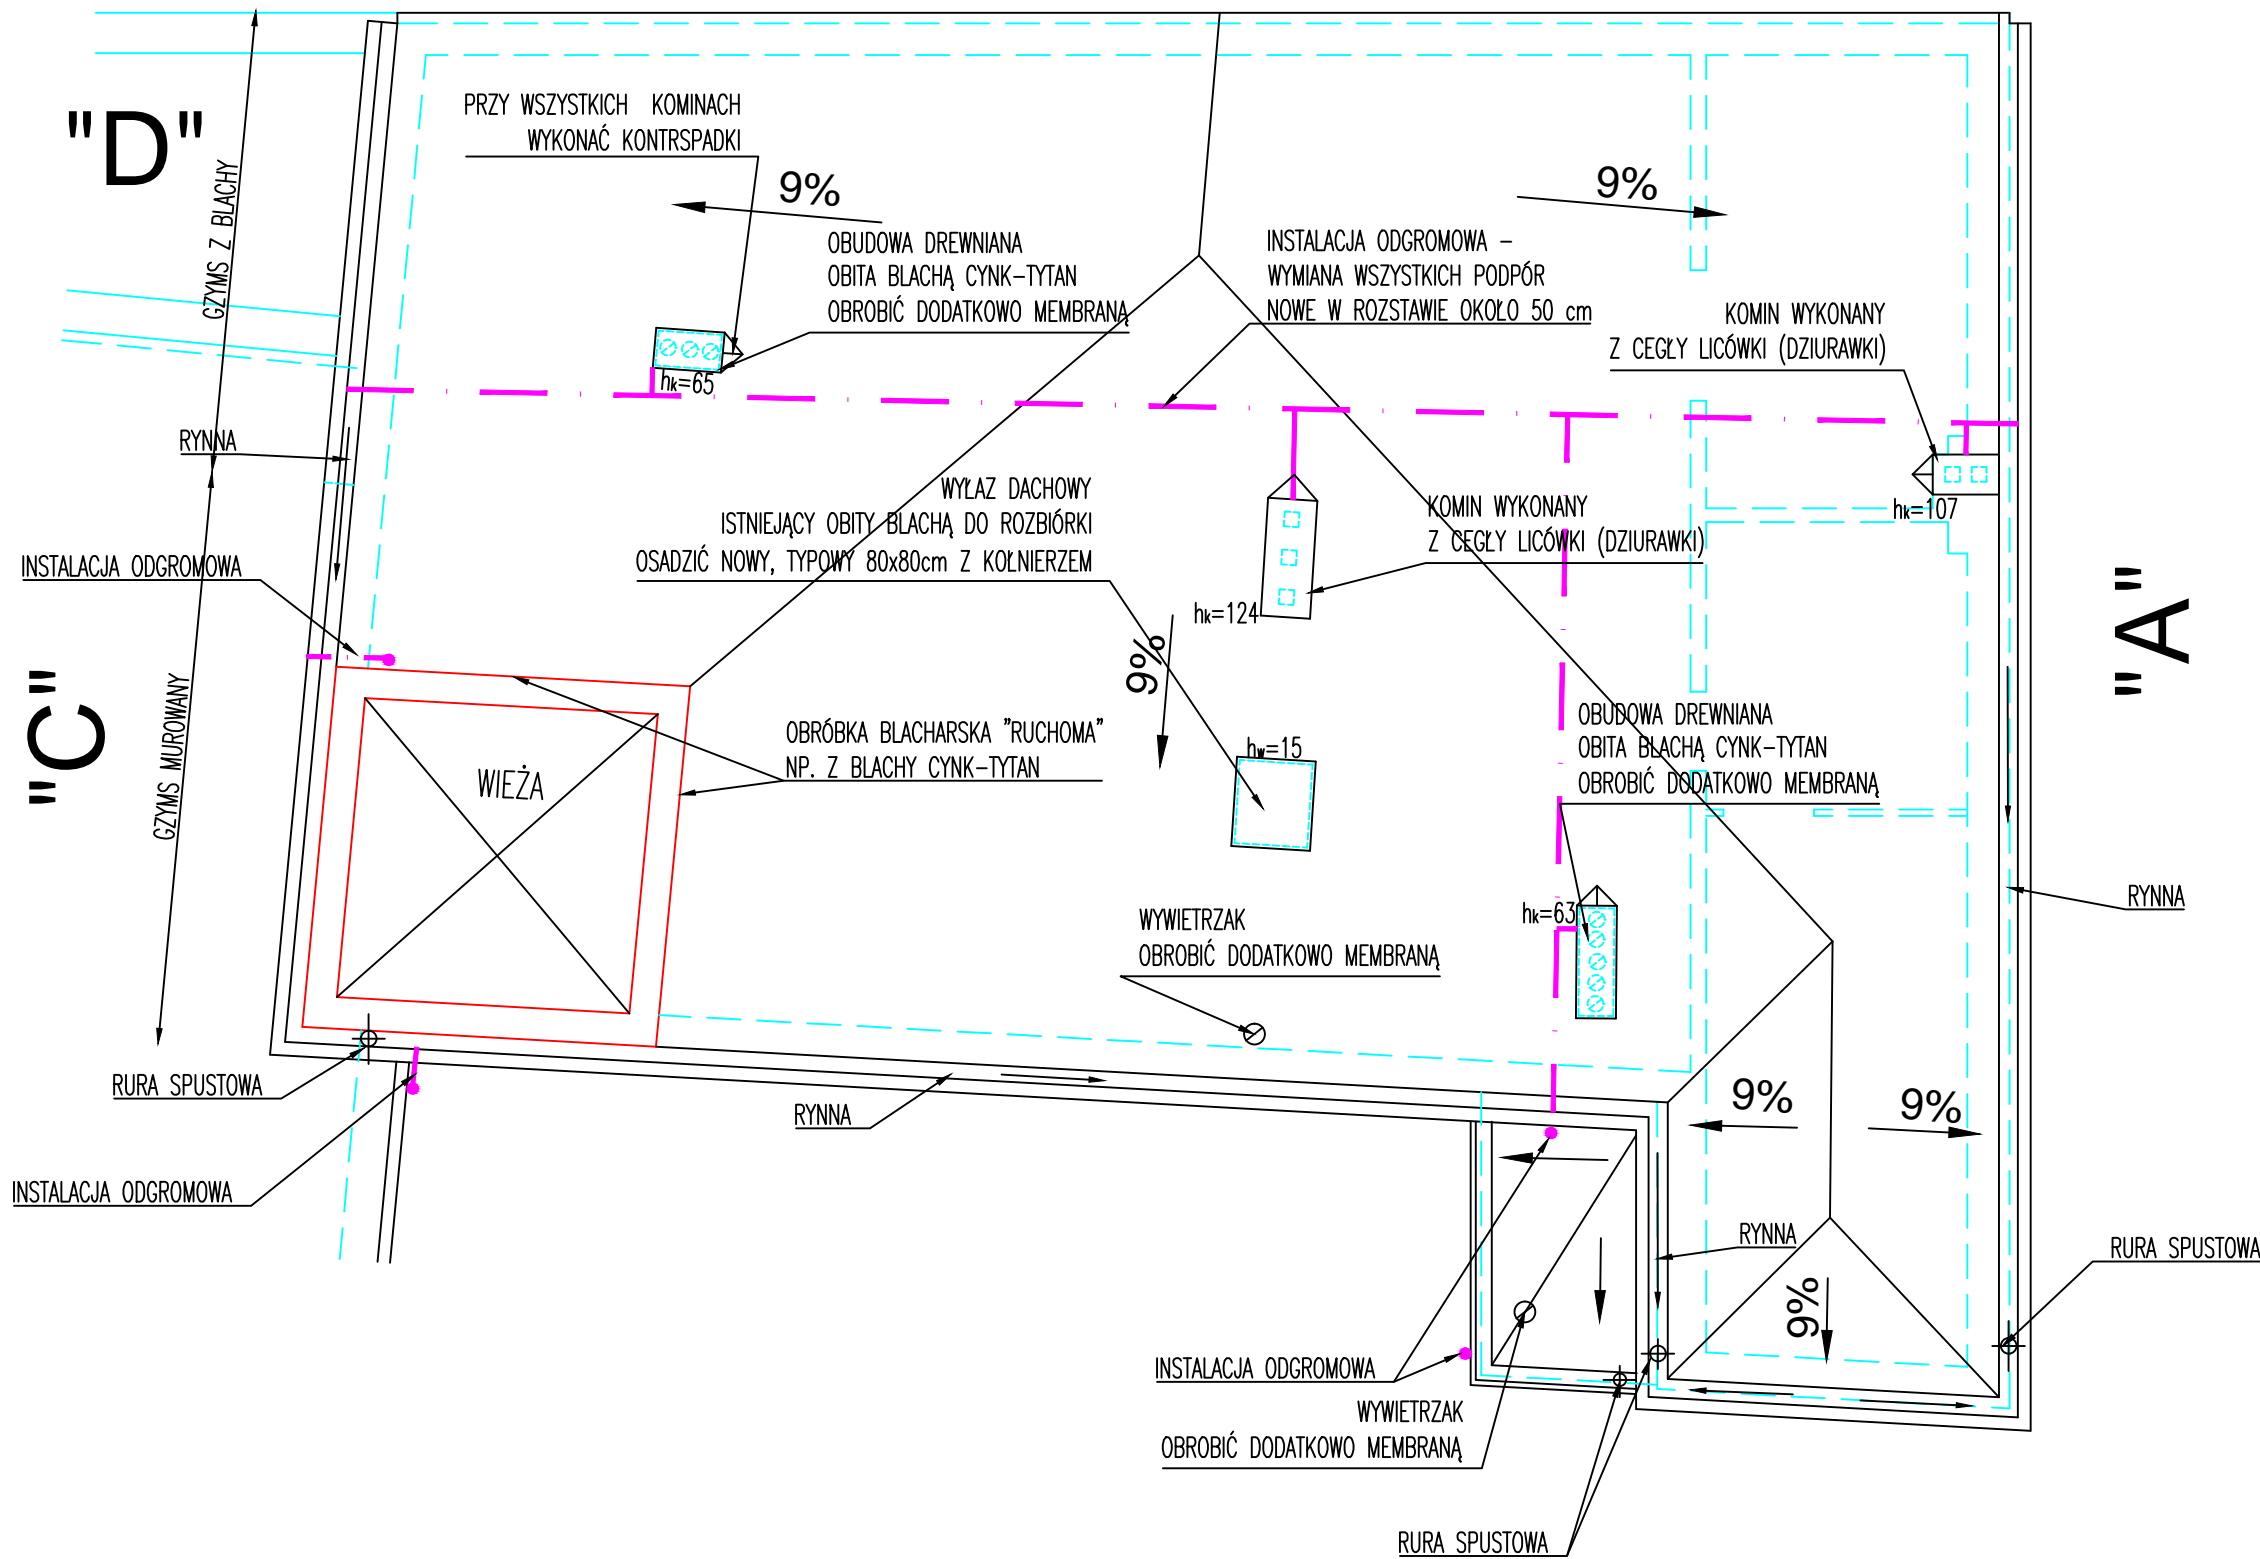 "D"
GZYMS Z BLACHY
PRZY WSZYSTKICH KOMINACH
WYKONAĆ KONTRSPADKI
9%
9%
OBUDOWA DREWNIANA
OBITA BLACHĄ CYNK-TYTAN
OBROBIĆ DODATKOWO MEMBRANĄ
INSTALACJA ODGROMOWA -
WYMIANA WSZYSTKICH PODPÓR
NOWE W ROZSTAWIE OKOŁO 50 cm
KOMIN WYKONANY
Z CEGŁY LICÓWKI (DZIURAWKI)
hk=65
RYNNA
WYŁAZ DACHOWY
ISTNIEJĄCY OBITY BLACHĄ DO ROZBIÓRKI
OSADZIĆ NOWY, TYPOWY 80x80cm Z KOŁNIERZEM
KOMIN WYKONANY
Z CEGŁY LICÓWKI (DZIURAWKI)
hk=107
INSTALACJA ODGROMOWA
hk=124
9%
"A"
"C"
GZYMS MUROWANY
OBRÓBKA BLACHARSKA "RUCHOMA"
NP. Z BLACHY CYNK-TYTAN
WIEŻA
hw=15
OBUDOWA DREWNIANA
OBITA BLACHĄ CYNK-TYTAN
OBROBIĆ DODATKOWO MEMBRANĄ
RYNNA
hk=63
WYWIETRZAK
OBROBIĆ DODATKOWO MEMBRANĄ
RURA SPUSTOWA
RYNNA
9%
9%
INSTALACJA ODGROMOWA
RYNNA
RURA SPUSTOWA
9%
INSTALACJA ODGROMOWA
WYWIETRZAK
OBROBIĆ DODATKOWO MEMBRANĄ
RURA SPUSTOWA